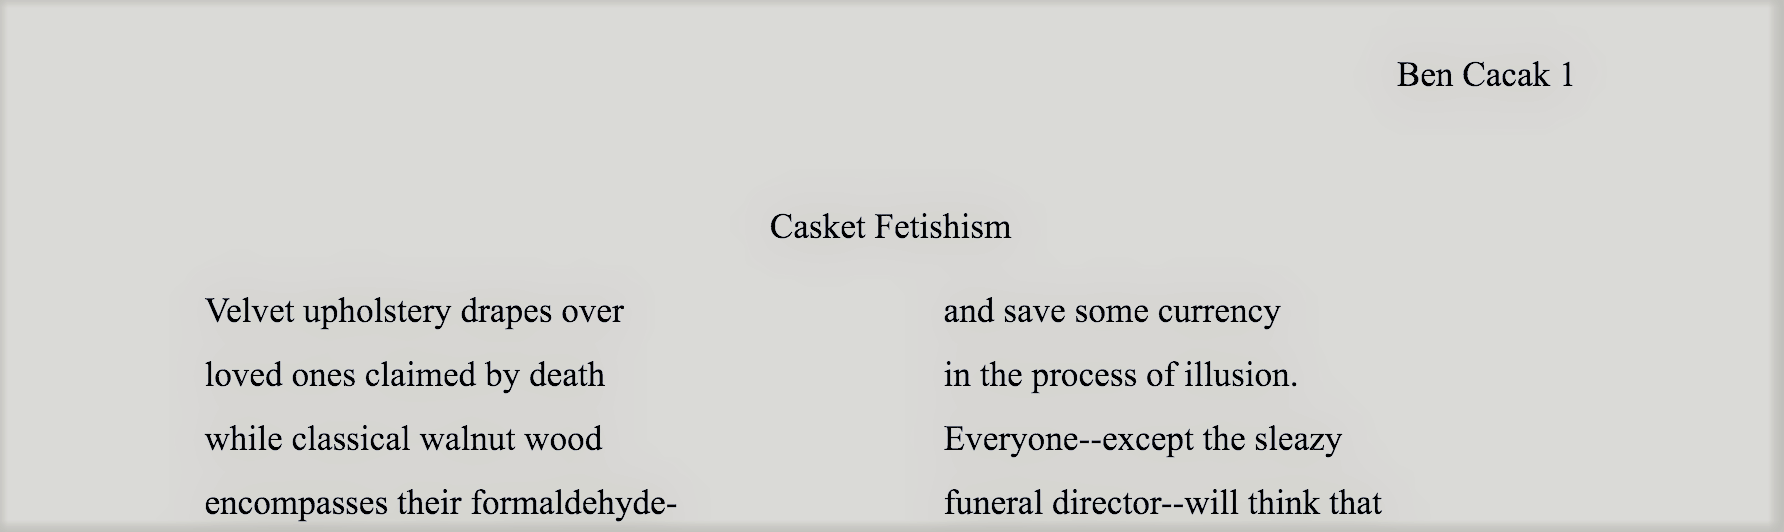 Ben Cacak 1
Casket Fetishism
Velvet upholstery drapes over
loved ones claimed by death
while classical walnut wood
encompasses their formaldehyde-
and save some currency
in the process of illusion.
Everyone--except the sleazy
funeral director--will think that